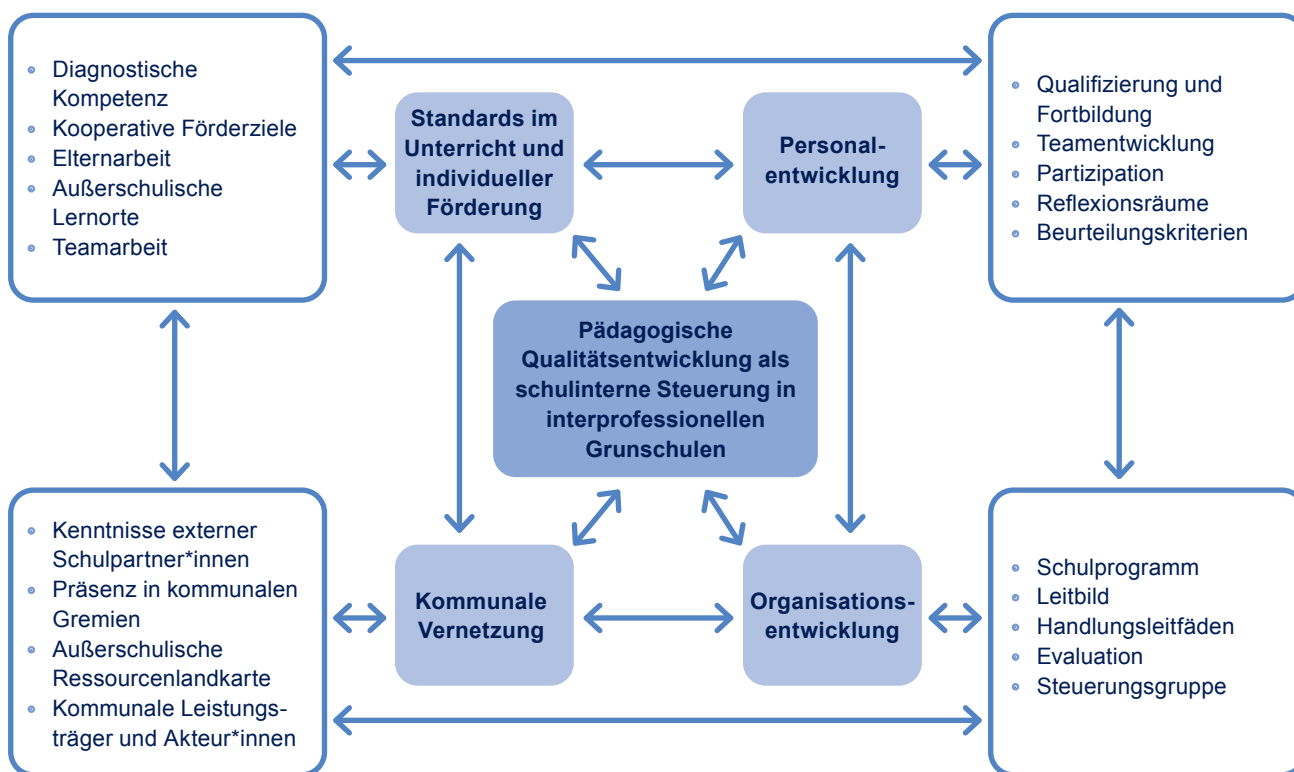 Diagnostische
Kompetenz
Kooperative Förderziele
Elternarbeit
Außerschulische
Lernorte
Teamarbeit
Standards im
Unterricht und
individueller
Förderung
Personal-
entwicklung
Qualifizierung und
Fortbildung
Teamentwicklung
Partizipation
Reflexionsräume
Beurteilungskriterien
Pädagogische
Qualitätsentwicklung als
schulinterne Steuerung in
interprofessionellen
Grunschulen
Kenntnisse externer
Schulpartner*innen
Präsenz in kommunalen
Gremien
Außerschulische
Ressourcenlandkarte
Kommunale Leistungs-
träger und Akteur*innen
Kommunale
Vernetzung
Organisations-
entwicklung
Schulprogramm
Leitbild
Handlungsleitfäden
Evaluation
Steuerungsgruppe